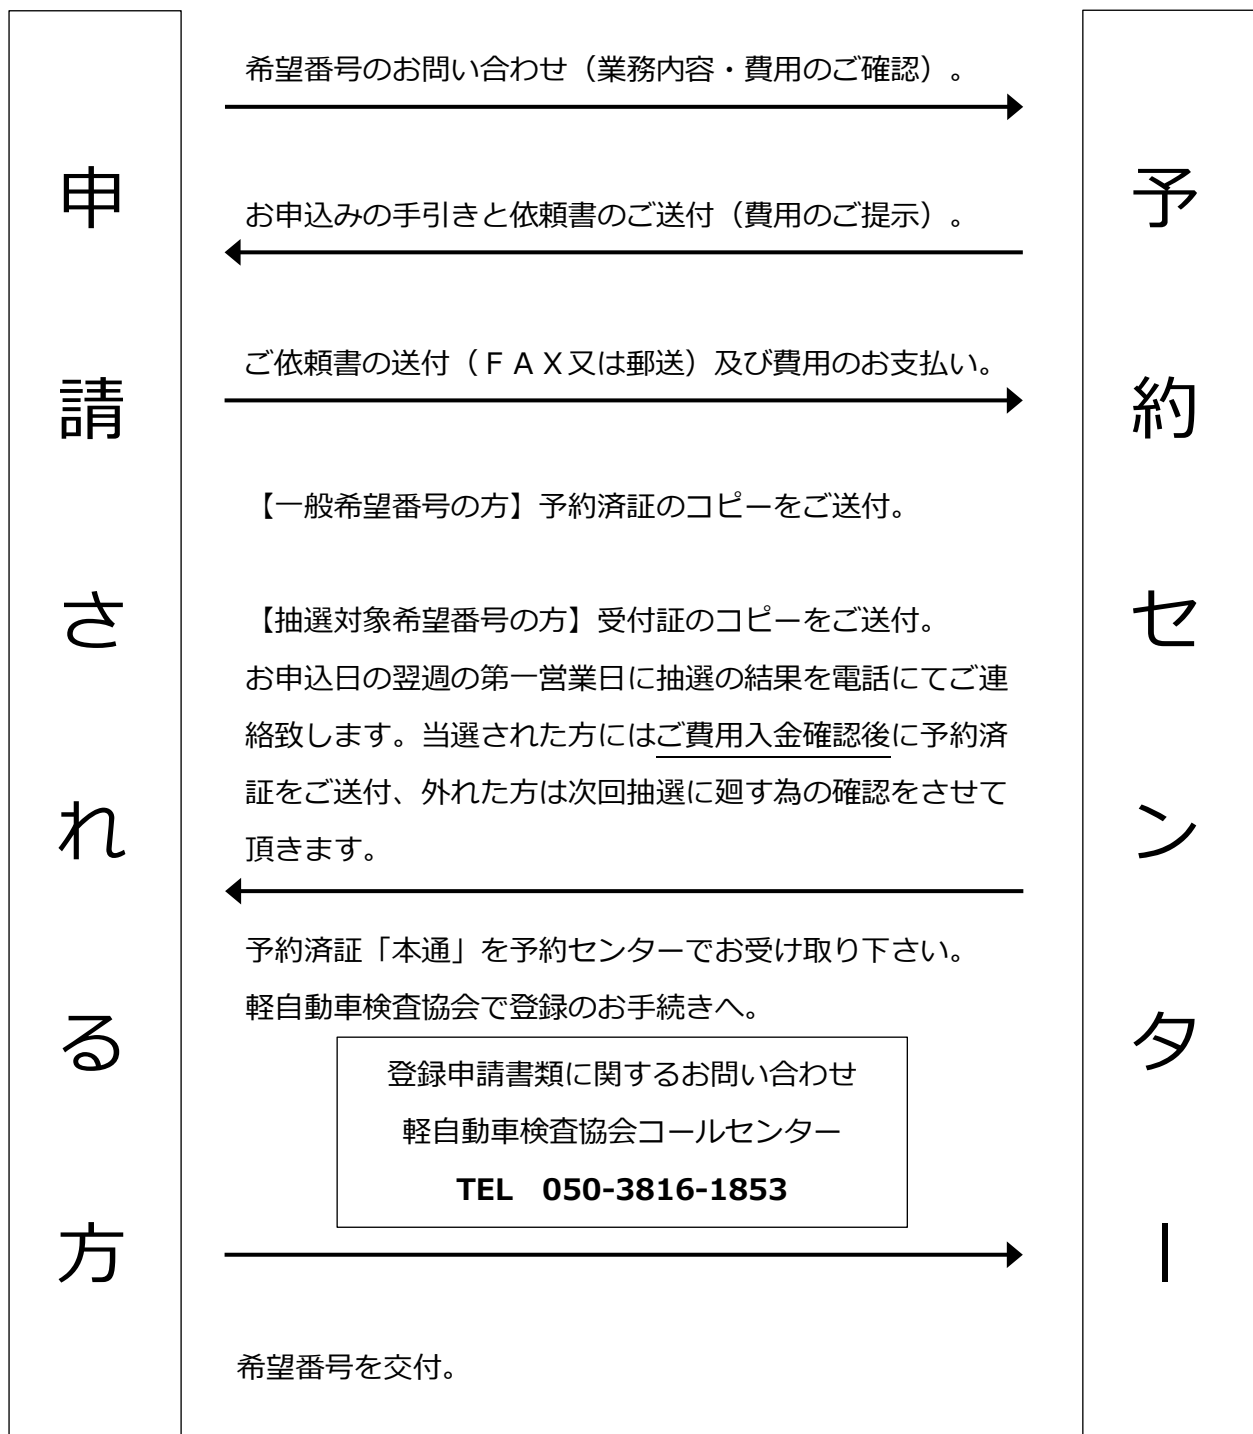 申請される方
希望番号のお問い合わせ（業務内容・費用のご確認）。
お申込みの手引きと依頼書のご送付（費用のご提示）。
ご依頼書の送付（ＦＡＸ又は郵送）及び費用のお支払い。
【一般希望番号の方】予約済証のコピーをご送付。
【抽選対象希望番号の方】受付証のコピーをご送付。
お申込日の翌週の第一営業日に抽選の結果を電話にてご連
絡致します。当選された方にはご費用入金確認後に予約済
証をご送付、外れた方は次回抽選に廻す為の確認をさせて
頂きます。
予約済証「本通」を予約センターでお受け取り下さい。
軽自動車検査協会で登録のお手続きへ。
登録申請書類に関するお問い合わせ
軽自動車検査協会コールセンター
TEL　050-3816-1853
希望番号を交付。
予約センター